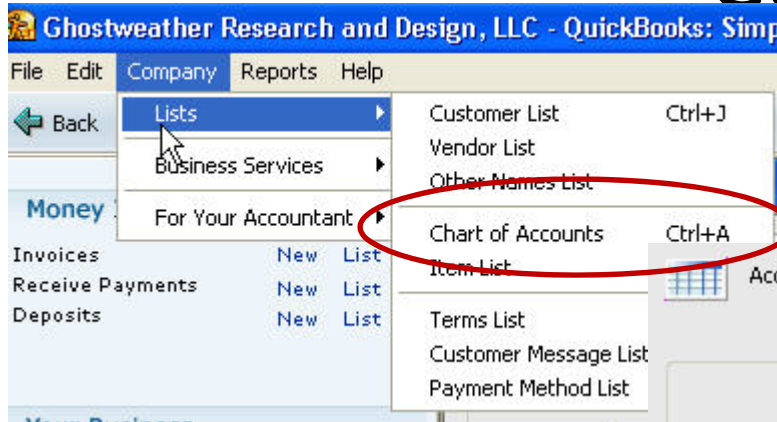 Ghostweather Research and Design, LLC - QuickBooks: Simp
File Edit Company Reports Help
Back
Lists
Business Services
For Your Accountant
Customer List Ctrl+J
Vendor List
Other Names List
Chart of Accounts Ctrl+A
Item List
Terms List
Customer Message List
Payment Method List
Money
Invoices New List
Receive Payments New List
Deposits New List
Acc